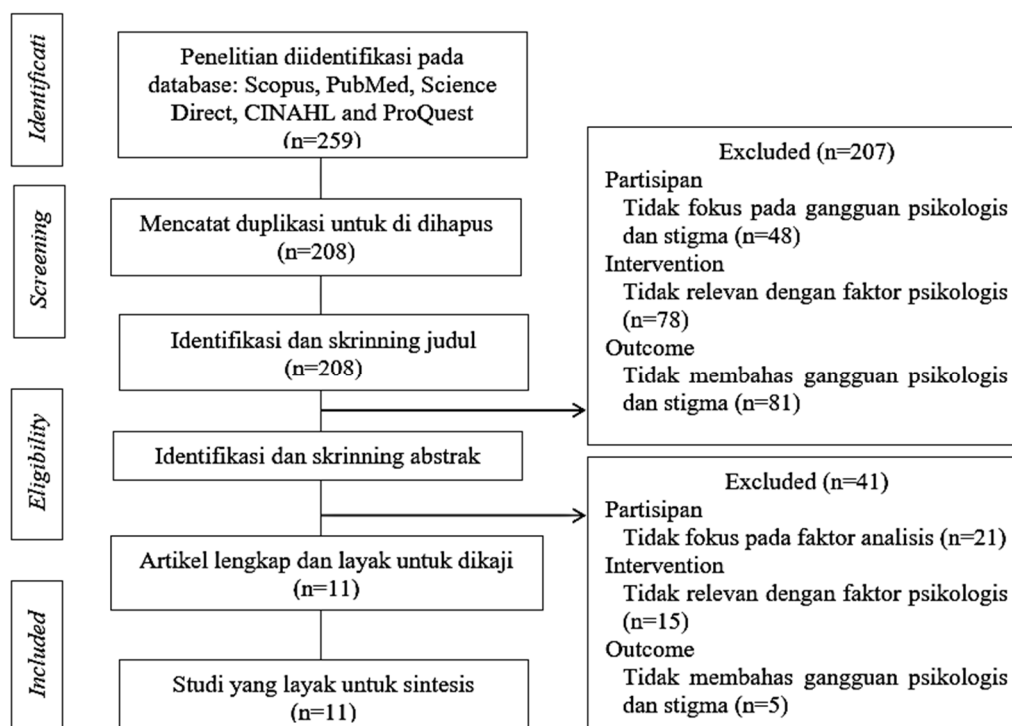 Identificati
Penelitian diidentifikasi pada
database: Scopus, PubMed, Science
Direct, CINAHL and ProQuest
(n=259)
Screening
Mencatat duplikasi untuk di dihapus
(n=208)
Identifikasi dan skrinning judul
(n=208)
Excluded (n=207)
Partisipan
Tidak fokus pada gangguan psikologis
dan stigma (n=48)
Intervention
Tidak relevan dengan faktor psikologis
(n=78)
Outcome
Tidak membahas gangguan psikologis
dan stigma (n=81)
Eligibility
Identifikasi dan skrinning abstrak
Artikel lengkap dan layak untuk dikaji
(n=11)
Excluded (n=41)
Partisipan
Tidak fokus pada faktor analisis (n=21)
Intervention
Tidak relevan dengan faktor psikologis
(n=15)
Outcome
Tidak membahas gangguan psikologis
dan stigma (n=5)
Included
Studi yang layak untuk sintesis
(n=11)